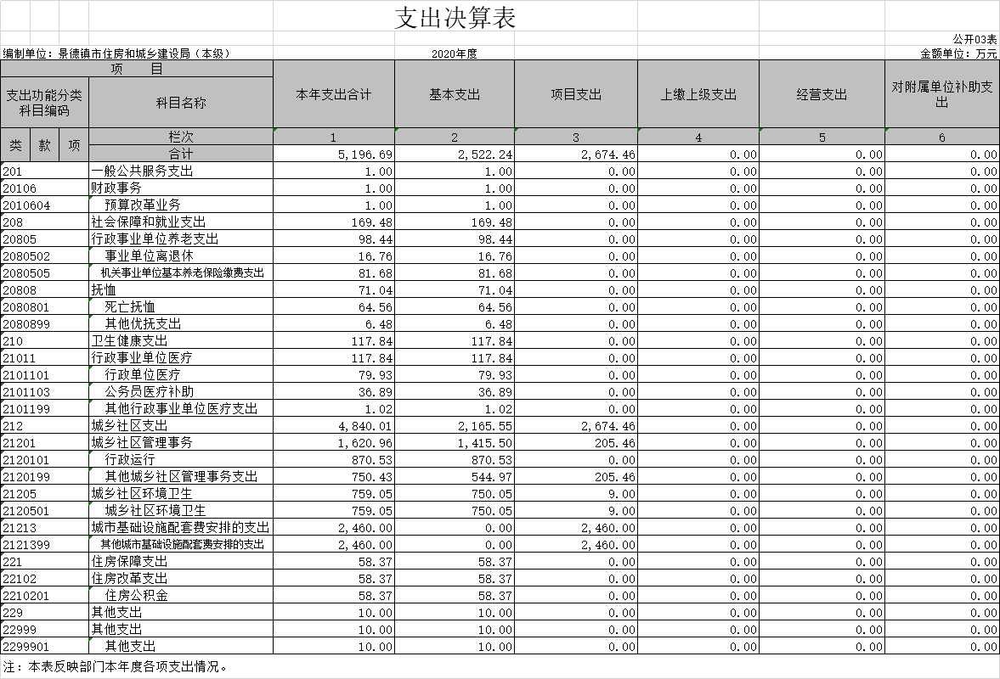 支出决算表
公开03表
编制单位：景德镇市住房和城乡建设局（本级） 2020年度 金额单位：万元
项 目 本年支出合计 基本支出 项目支出 上缴上级支出 经营支出 对附属单位补助支出
支出功能分类科目编码 科目名称
类 款 项 栏次 1 2 3 4 5 6
合计 5,196.69 2,522.24 2,674.46 0.00 0.00 0.00
201 一般公共服务支出 1.00 1.00 0.00 0.00 0.00 0.00
20106 财政事务 1.00 1.00 0.00 0.00 0.00 0.00
2010604 预算改革业务 1.00 1.00 0.00 0.00 0.00 0.00
208 社会保障和就业支出 169.48 169.48 0.00 0.00 0.00 0.00
20805 行政事业单位养老支出 98.44 98.44 0.00 0.00 0.00 0.00
2080502 事业单位离退休 16.76 16.76 0.00 0.00 0.00 0.00
2080505 机关事业单位基本养老保险缴费支出 81.68 81.68 0.00 0.00 0.00 0.00
20808 抚恤 71.04 71.04 0.00 0.00 0.00 0.00
2080801 死亡抚恤 64.56 64.56 0.00 0.00 0.00 0.00
2080899 其他优抚支出 6.48 6.48 0.00 0.00 0.00 0.00
210 卫生健康支出 117.84 117.84 0.00 0.00 0.00 0.00
21011 行政事业单位医疗 117.84 117.84 0.00 0.00 0.00 0.00
2101101 行政单位医疗 79.93 79.93 0.00 0.00 0.00 0.00
2101103 公务员医疗补助 36.89 36.89 0.00 0.00 0.00 0.00
2101199 其他行政事业单位医疗支出 1.02 1.02 0.00 0.00 0.00 0.00
212 城乡社区支出 4,840.01 2,165.55 2,674.46 0.00 0.00 0.00
21201 城乡社区管理事务 1,620.96 1,415.50 205.46 0.00 0.00 0.00
2120101 行政运行 870.53 870.53 0.00 0.00 0.00 0.00
2120199 其他城乡社区管理事务支出 750.43 544.97 205.46 0.00 0.00 0.00
21205 城乡社区环境卫生 759.05 750.05 9.00 0.00 0.00 0.00
2120501 城乡社区环境卫生 759.05 750.05 9.00 0.00 0.00 0.00
21213 城市基础设施配套费安排的支出 2,460.00 0.00 2,460.00 0.00 0.00 0.00
2121399 其他城市基础设施配套费安排的支出 2,460.00 0.00 2,460.00 0.00 0.00 0.00
221 住房保障支出 58.37 58.37 0.00 0.00 0.00 0.00
22102 住房改革支出 58.37 58.37 0.00 0.00 0.00 0.00
2210201 住房公积金 58.37 58.37 0.00 0.00 0.00 0.00
229 其他支出 10.00 10.00 0.00 0.00 0.00 0.00
22999 其他支出 10.00 10.00 0.00 0.00 0.00 0.00
2299901 其他支出 10.00 10.00 0.00 0.00 0.00 0.00
注：本表反映部门本年度各项支出情况。